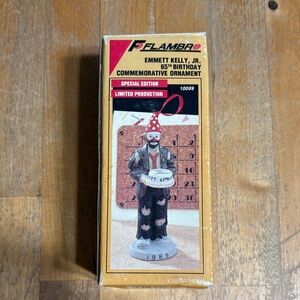 FLAMBRO
EMMETT KELLY, JR.
65TH BIRTHDAY
COMMEMORATIVE ORNAMENT
SPECIAL EDITION
LIMITED PRODUCTION
10089
1989